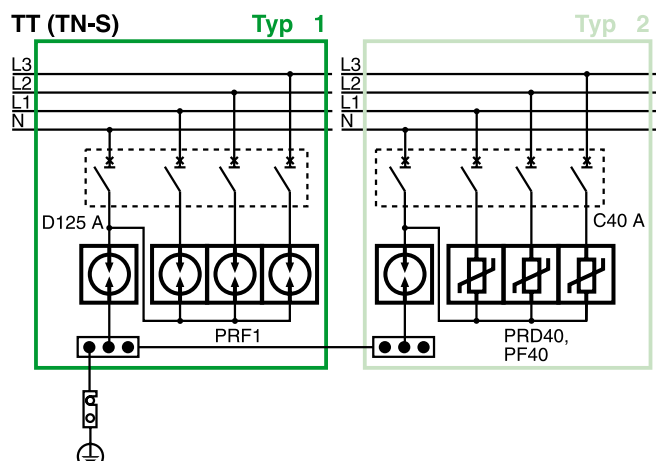 TT (TN-S)
Typ 1
Typ 2
L3
L2
L1
N
L3
L2
L1
N
D125 A
C40 A
PRF1
PRD40,
PF40